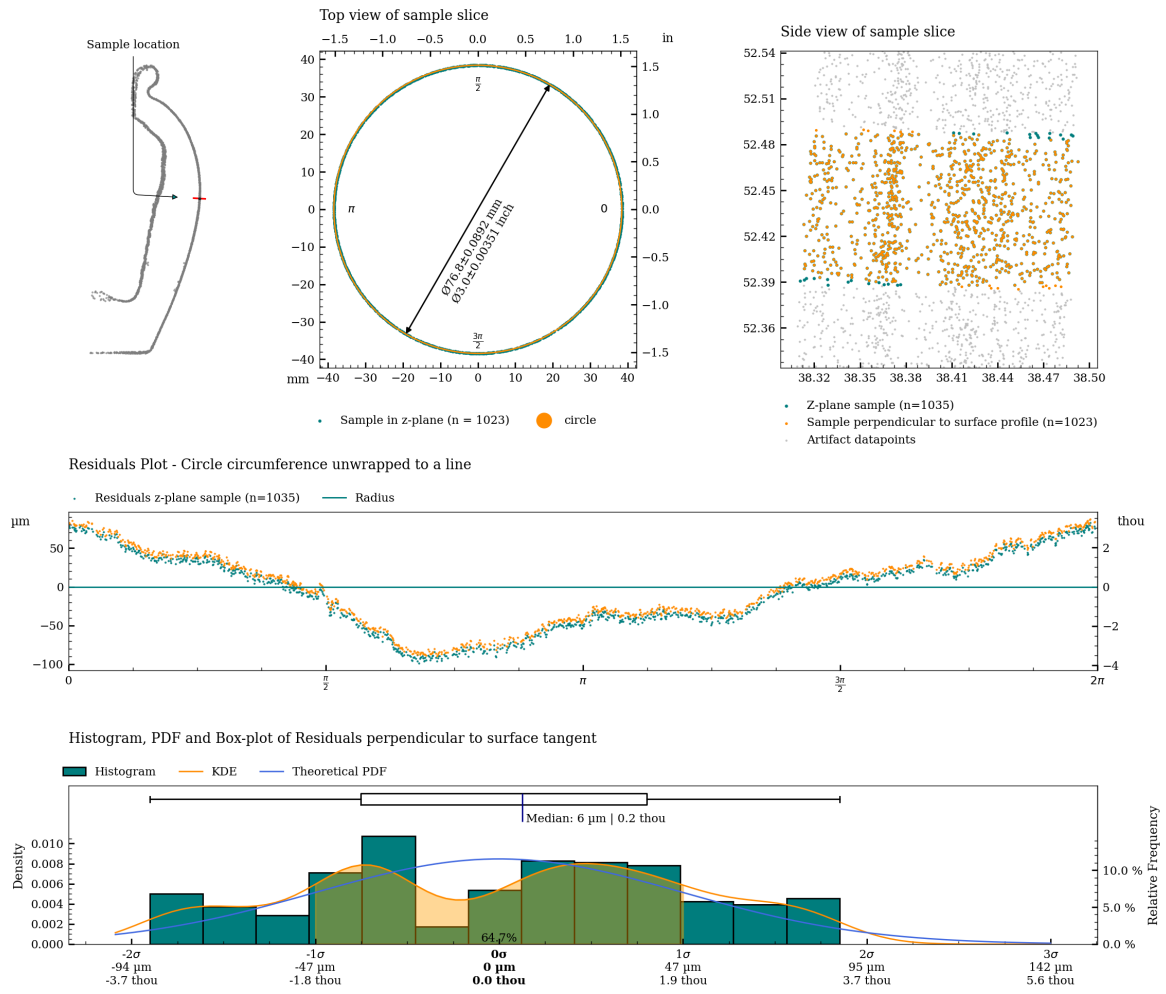 Sample location
Top view of sample slice
−1.5 −1.0 −0.5 0.0 0.5 1.0 1.5 in
40
30
20
10
0
−10
−20
−30
−40
π/2
π
0
3π/2
Ø76.8±0.0892 mm
Ø3.0±0.00351 inch
1.5
1.0
0.5
0.0
−0.5
−1.0
−1.5
mm −40 −30 −20 −10 0 10 20 30 40
Sample in z-plane (n = 1023) circle
Side view of sample slice
52.54
52.51
52.48
52.45
52.42
52.39
52.36
38.32 38.35 38.38 38.41 38.44 38.47 38.50
Z-plane sample (n=1035)
Sample perpendicular to surface profile (n=1023)
Artifact datapoints
Residuals Plot - Circle circumference unwrapped to a line
Residuals z-plane sample (n=1035) Radius
µm
50
0
−50
−100
thou
2
0
−2
−4
0 π/2 π 3π/2 2π
Histogram, PDF and Box-plot of Residuals perpendicular to surface tangent
Histogram KDE Theoretical PDF
Median: 6 µm | 0.2 thou
Density
0.010
0.008
0.006
0.004
0.002
0.000
64.7%
Relative Frequency
10.0 %
5.0 %
0.0 %
-2σ -1σ 0σ 1σ 2σ 3σ
-94 µm -47 µm 0 µm 47 µm 95 µm 142 µm
-3.7 thou -1.8 thou 0.0 thou 1.9 thou 3.7 thou 5.6 thou